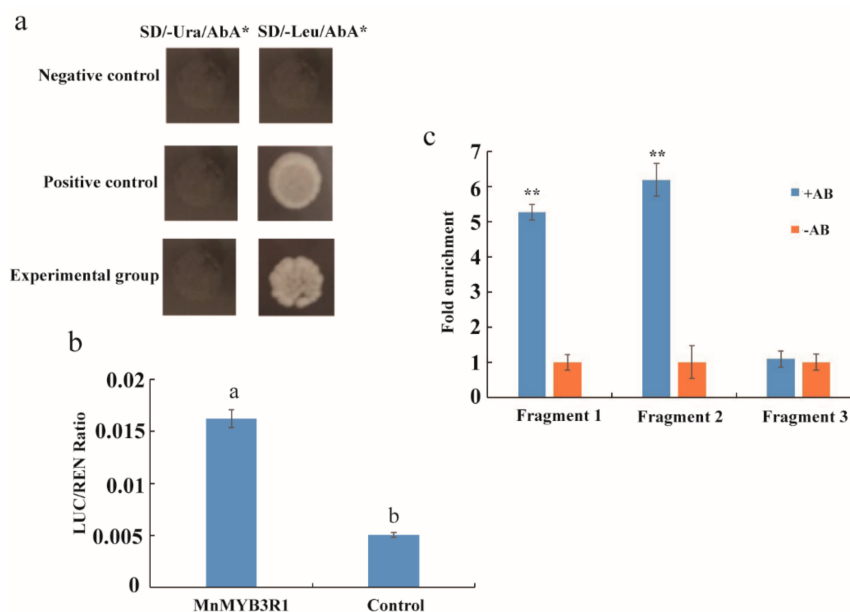 a
SD/-Ura/AbA* SD/-Leu/AbA*
Negative control
Positive control
Experimental group
b
LUC/REN Ratio
0.02
0.015
0.01
0.005
0
a
b
MnMYB3R1 Control
c
Fold enrichment
7
6
5
4
3
2
1
0
**
**
+AB
-AB
Fragment 1 Fragment 2 Fragment 3